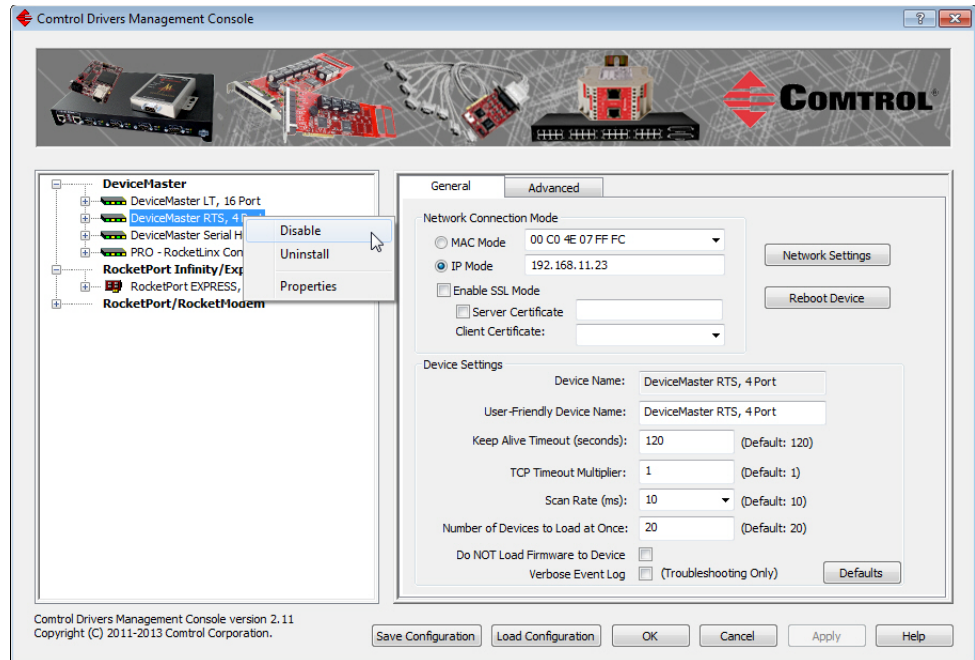 Comtrol Drivers Management Console
COMTROL
DeviceMaster
DeviceMaster LT, 16 Port
DeviceMaster RTS, 4
DeviceMaster Serial H
PRO - RocketLinx Con
RocketPort Infinity/Exp
RocketPort EXPRESS,
RocketPort/RocketModem
Disable
Uninstall
Properties
General
Advanced
Network Connection Mode
MAC Mode
00 C0 4E 07 FF FC
IP Mode
192.168.11.23
Enable SSL Mode
Server Certificate
Client Certificate:
Network Settings
Reboot Device
Device Settings
Device Name: DeviceMaster RTS, 4 Port
User-Friendly Device Name: DeviceMaster RTS, 4 Port
Keep Alive Timeout (seconds): 120 (Default: 120)
TCP Timeout Multiplier: 1 (Default: 1)
Scan Rate (ms): 10 (Default: 10)
Number of Devices to Load at Once: 20 (Default: 20)
Do NOT Load Firmware to Device
Verbose Event Log (Troubleshooting Only)
Defaults
Comtrol Drivers Management Console version 2.11
Copyright (C) 2011-2013 Comtrol Corporation.
Save Configuration
Load Configuration
OK
Cancel
Apply
Help